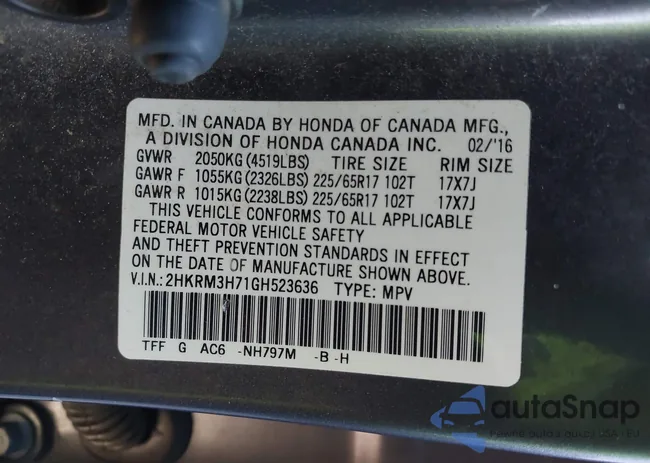 MFD. IN CANADA BY HONDA OF CANADA MFG.,
A DIVISION OF HONDA CANADA INC. 02/'16
GVWR 2050KG (4519LBS) TIRE SIZE RIM SIZE
GAWR F 1055KG (2326LBS) 225/65R17 102T 17X7J
GAWR R 1015KG (2238LBS) 225/65R17 102T 17X7J
THIS VEHICLE CONFORMS TO ALL APPLICABLE
FEDERAL MOTOR VEHICLE SAFETY
AND THEFT PREVENTION STANDARDS IN EFFECT
ON THE DATE OF MANUFACTURE SHOWN ABOVE.
V.I.N.: 2HKRM3H71GH523636 TYPE: MPV
TFF G AC6 -NH797M -B -H
autaSnap